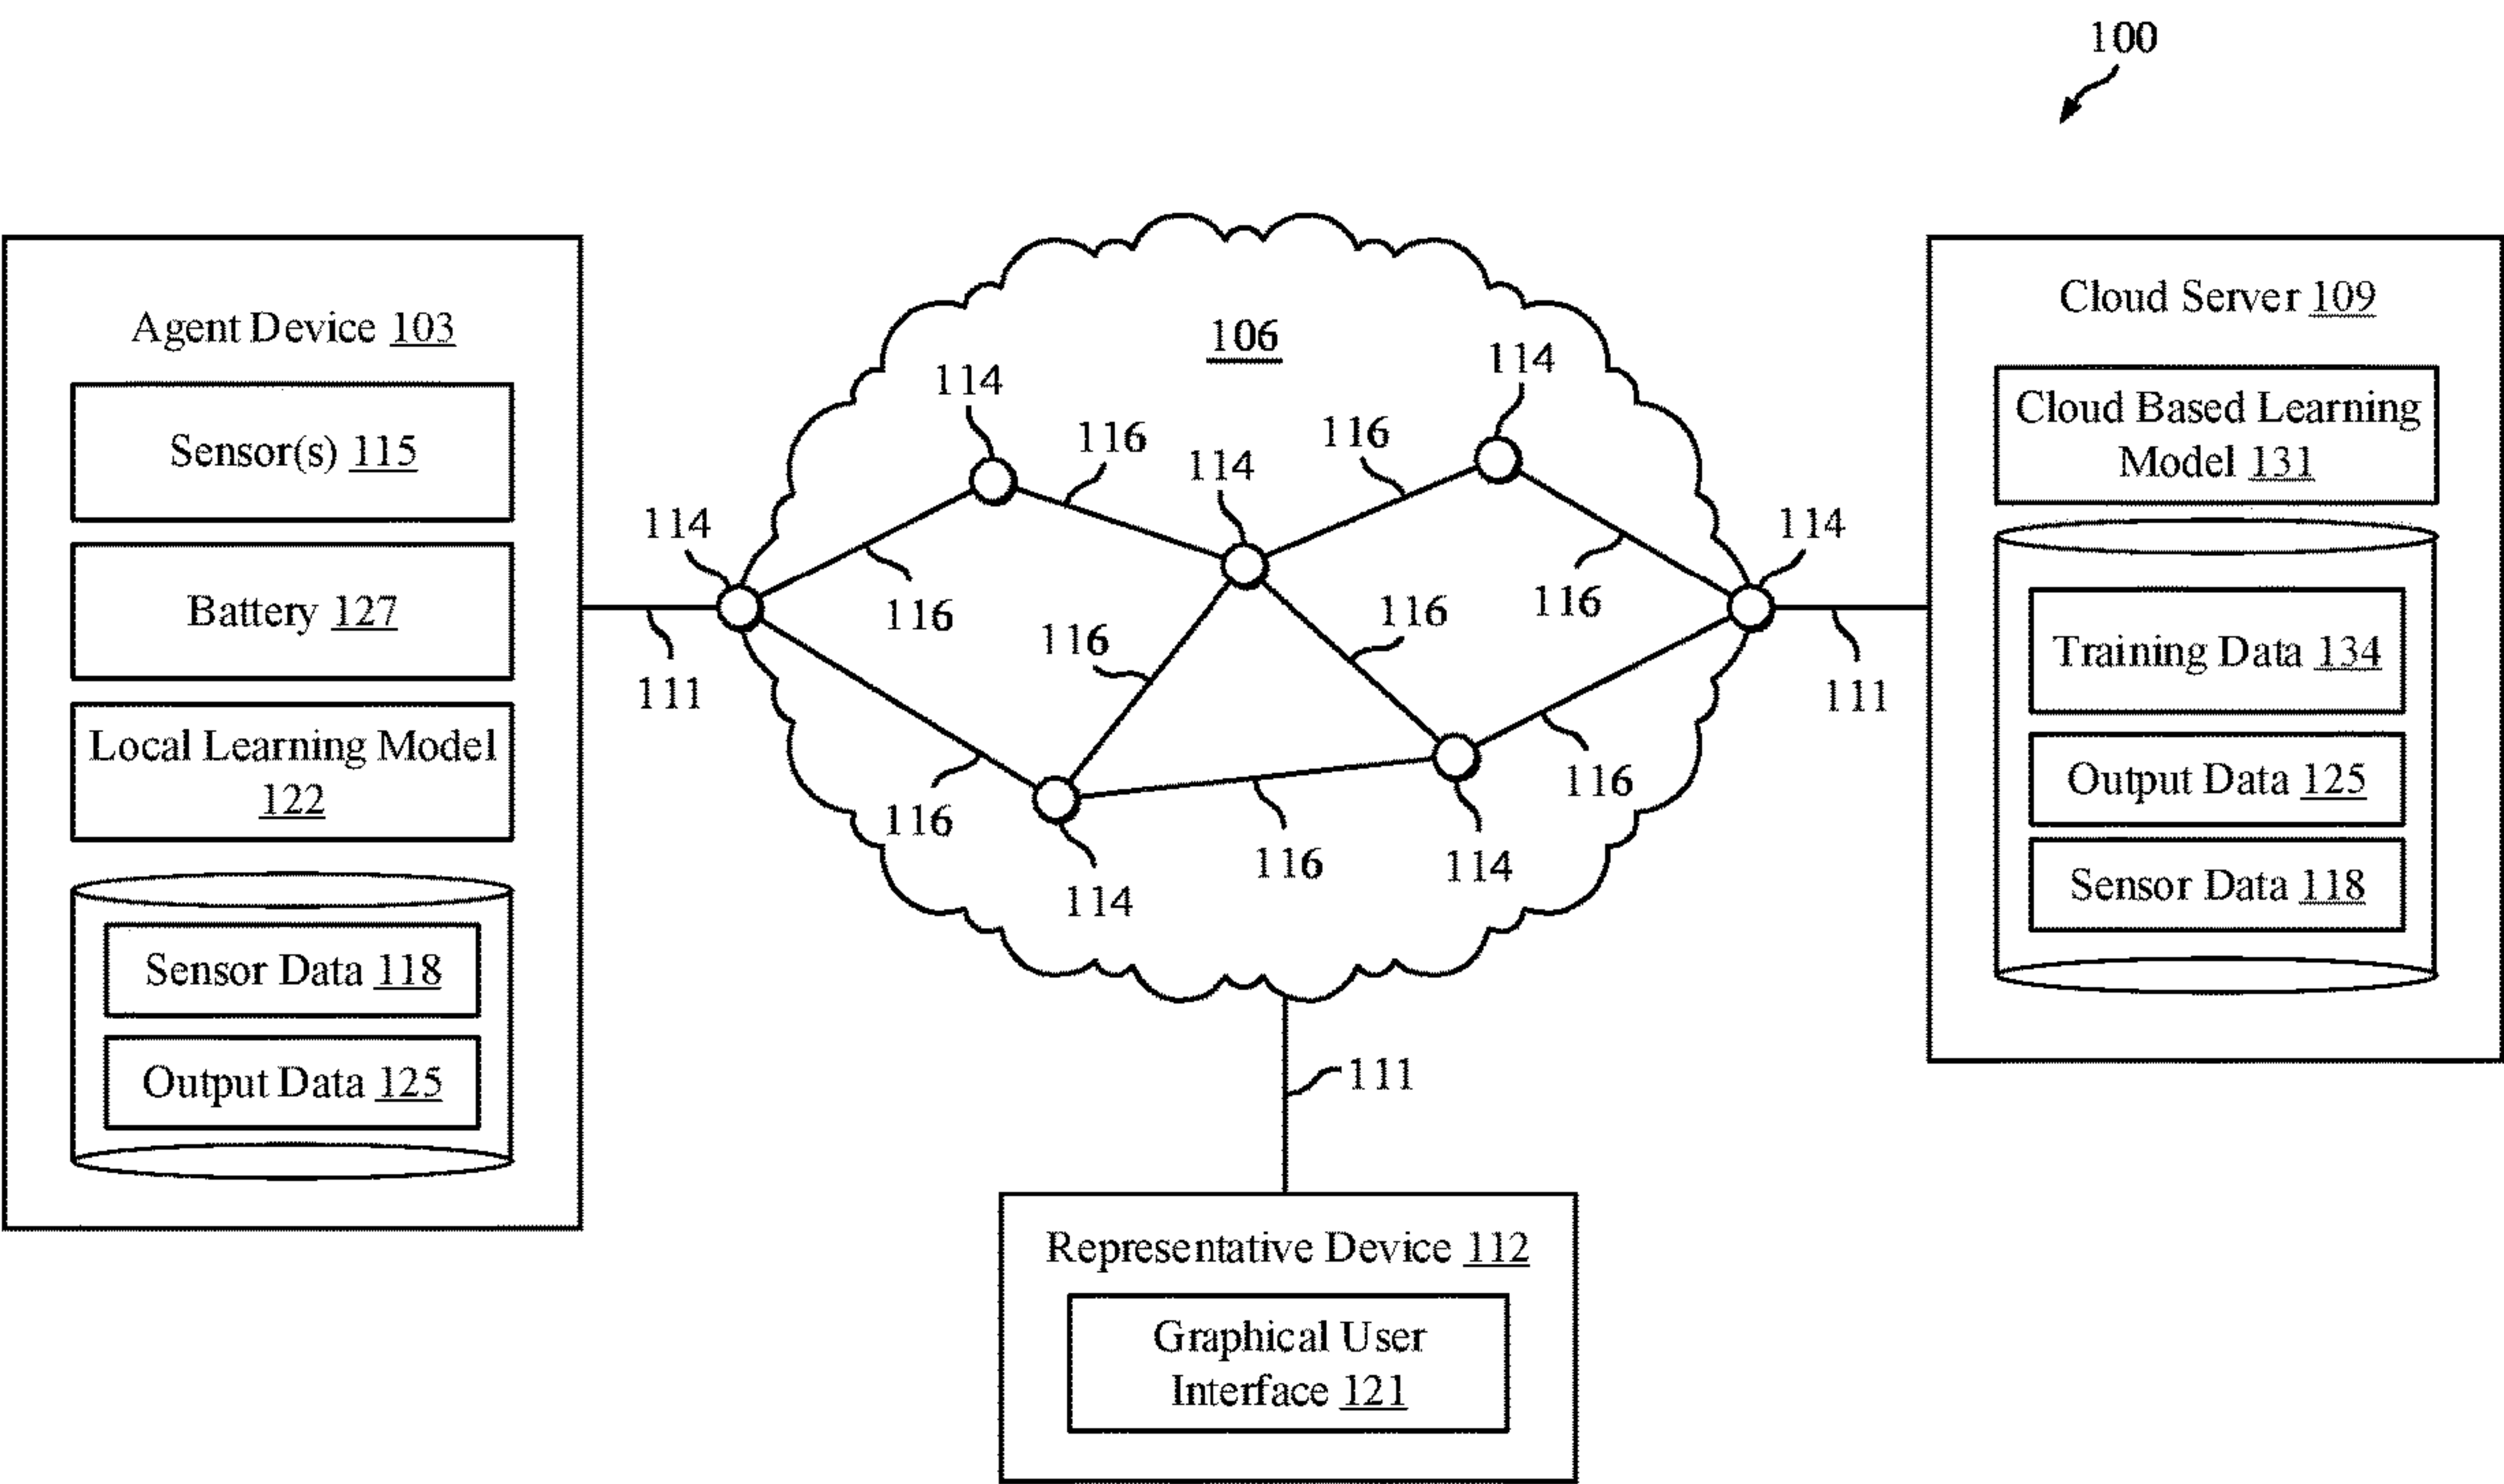 100
Agent Device 103
Sensor(s) 115
Battery 127
Local Learning Model
122
Sensor Data 118
Output Data 125
106
114
114
116
116
114
114
114
116
116
116
116
111
111
116
116
116
114
116
114
111
Cloud Server 109
Cloud Based Learning
Model 131
Training Data 134
Output Data 125
Sensor Data 118
Representative Device 112
Graphical User
Interface 121